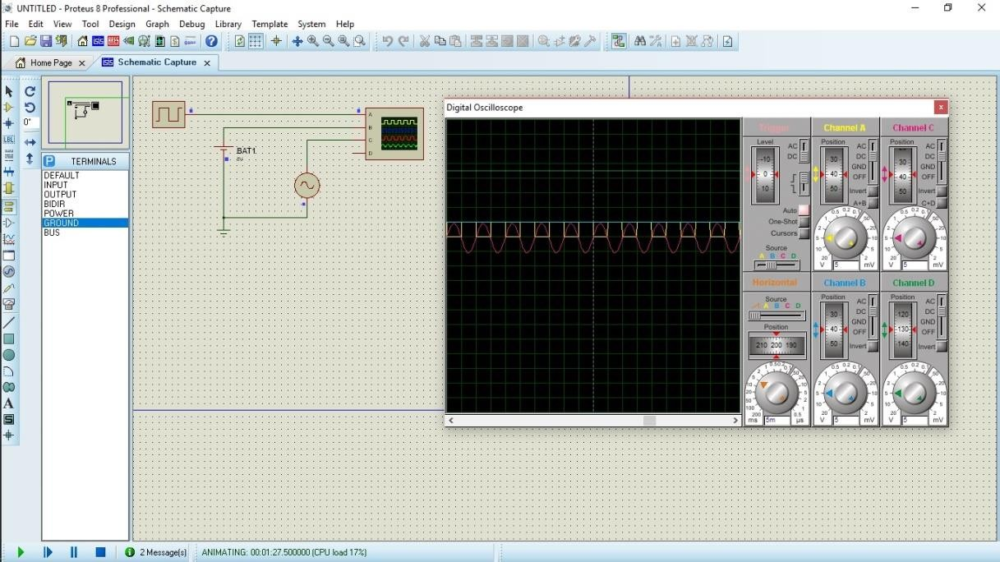 UNTITLED - Proteus 8 Professional - Schematic Capture
File Edit View Tool Design Graph Debug Library Template System Help
Home Page Schematic Capture
0°
LBL
A
S
P TERMINALS
DEFAULT
INPUT
OUTPUT
BIDIR
POWER
GROUND
BUS
BAT1
A
B
C
D
Digital Oscilloscope
Trigger
Level
-10
0
10
AC
DC
Auto
One-Shot
Cursors
Source
A B C D
Channel A
Position
30
40
50
AC
DC
GND
OFF
Invert
A+B
V 5 mV
Channel C
Position
30
40
50
AC
DC
GND
OFF
Invert
C+D
V 5 mV
Horizontal
Source
A B C D
Position
210 200 190
ms 5m µs
Channel B
Position
30
40
50
AC
DC
GND
OFF
Invert
V 5 mV
Channel D
Position
-120
-130
140
AC
DC
GND
OFF
Invert
V 5 mV
2 Message(s) ANIMATING: 00:01:27.500000 (CPU load 17%)